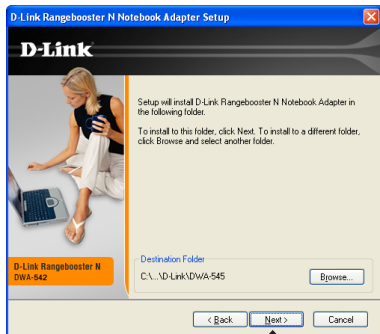 D-Link Rangebooster N Notebook Adapter Setup
D-Link
Setup will install D-Link Rangebooster N Notebook Adapter in
the following folder.
To install to this folder, click Next. To install to a different folder,
click Browse and select another folder.
D-Link Rangebooster N
DWA-542
Destination Folder
C:\...\D-Link\DWA-545
Browse...
< Back
Next >
Cancel